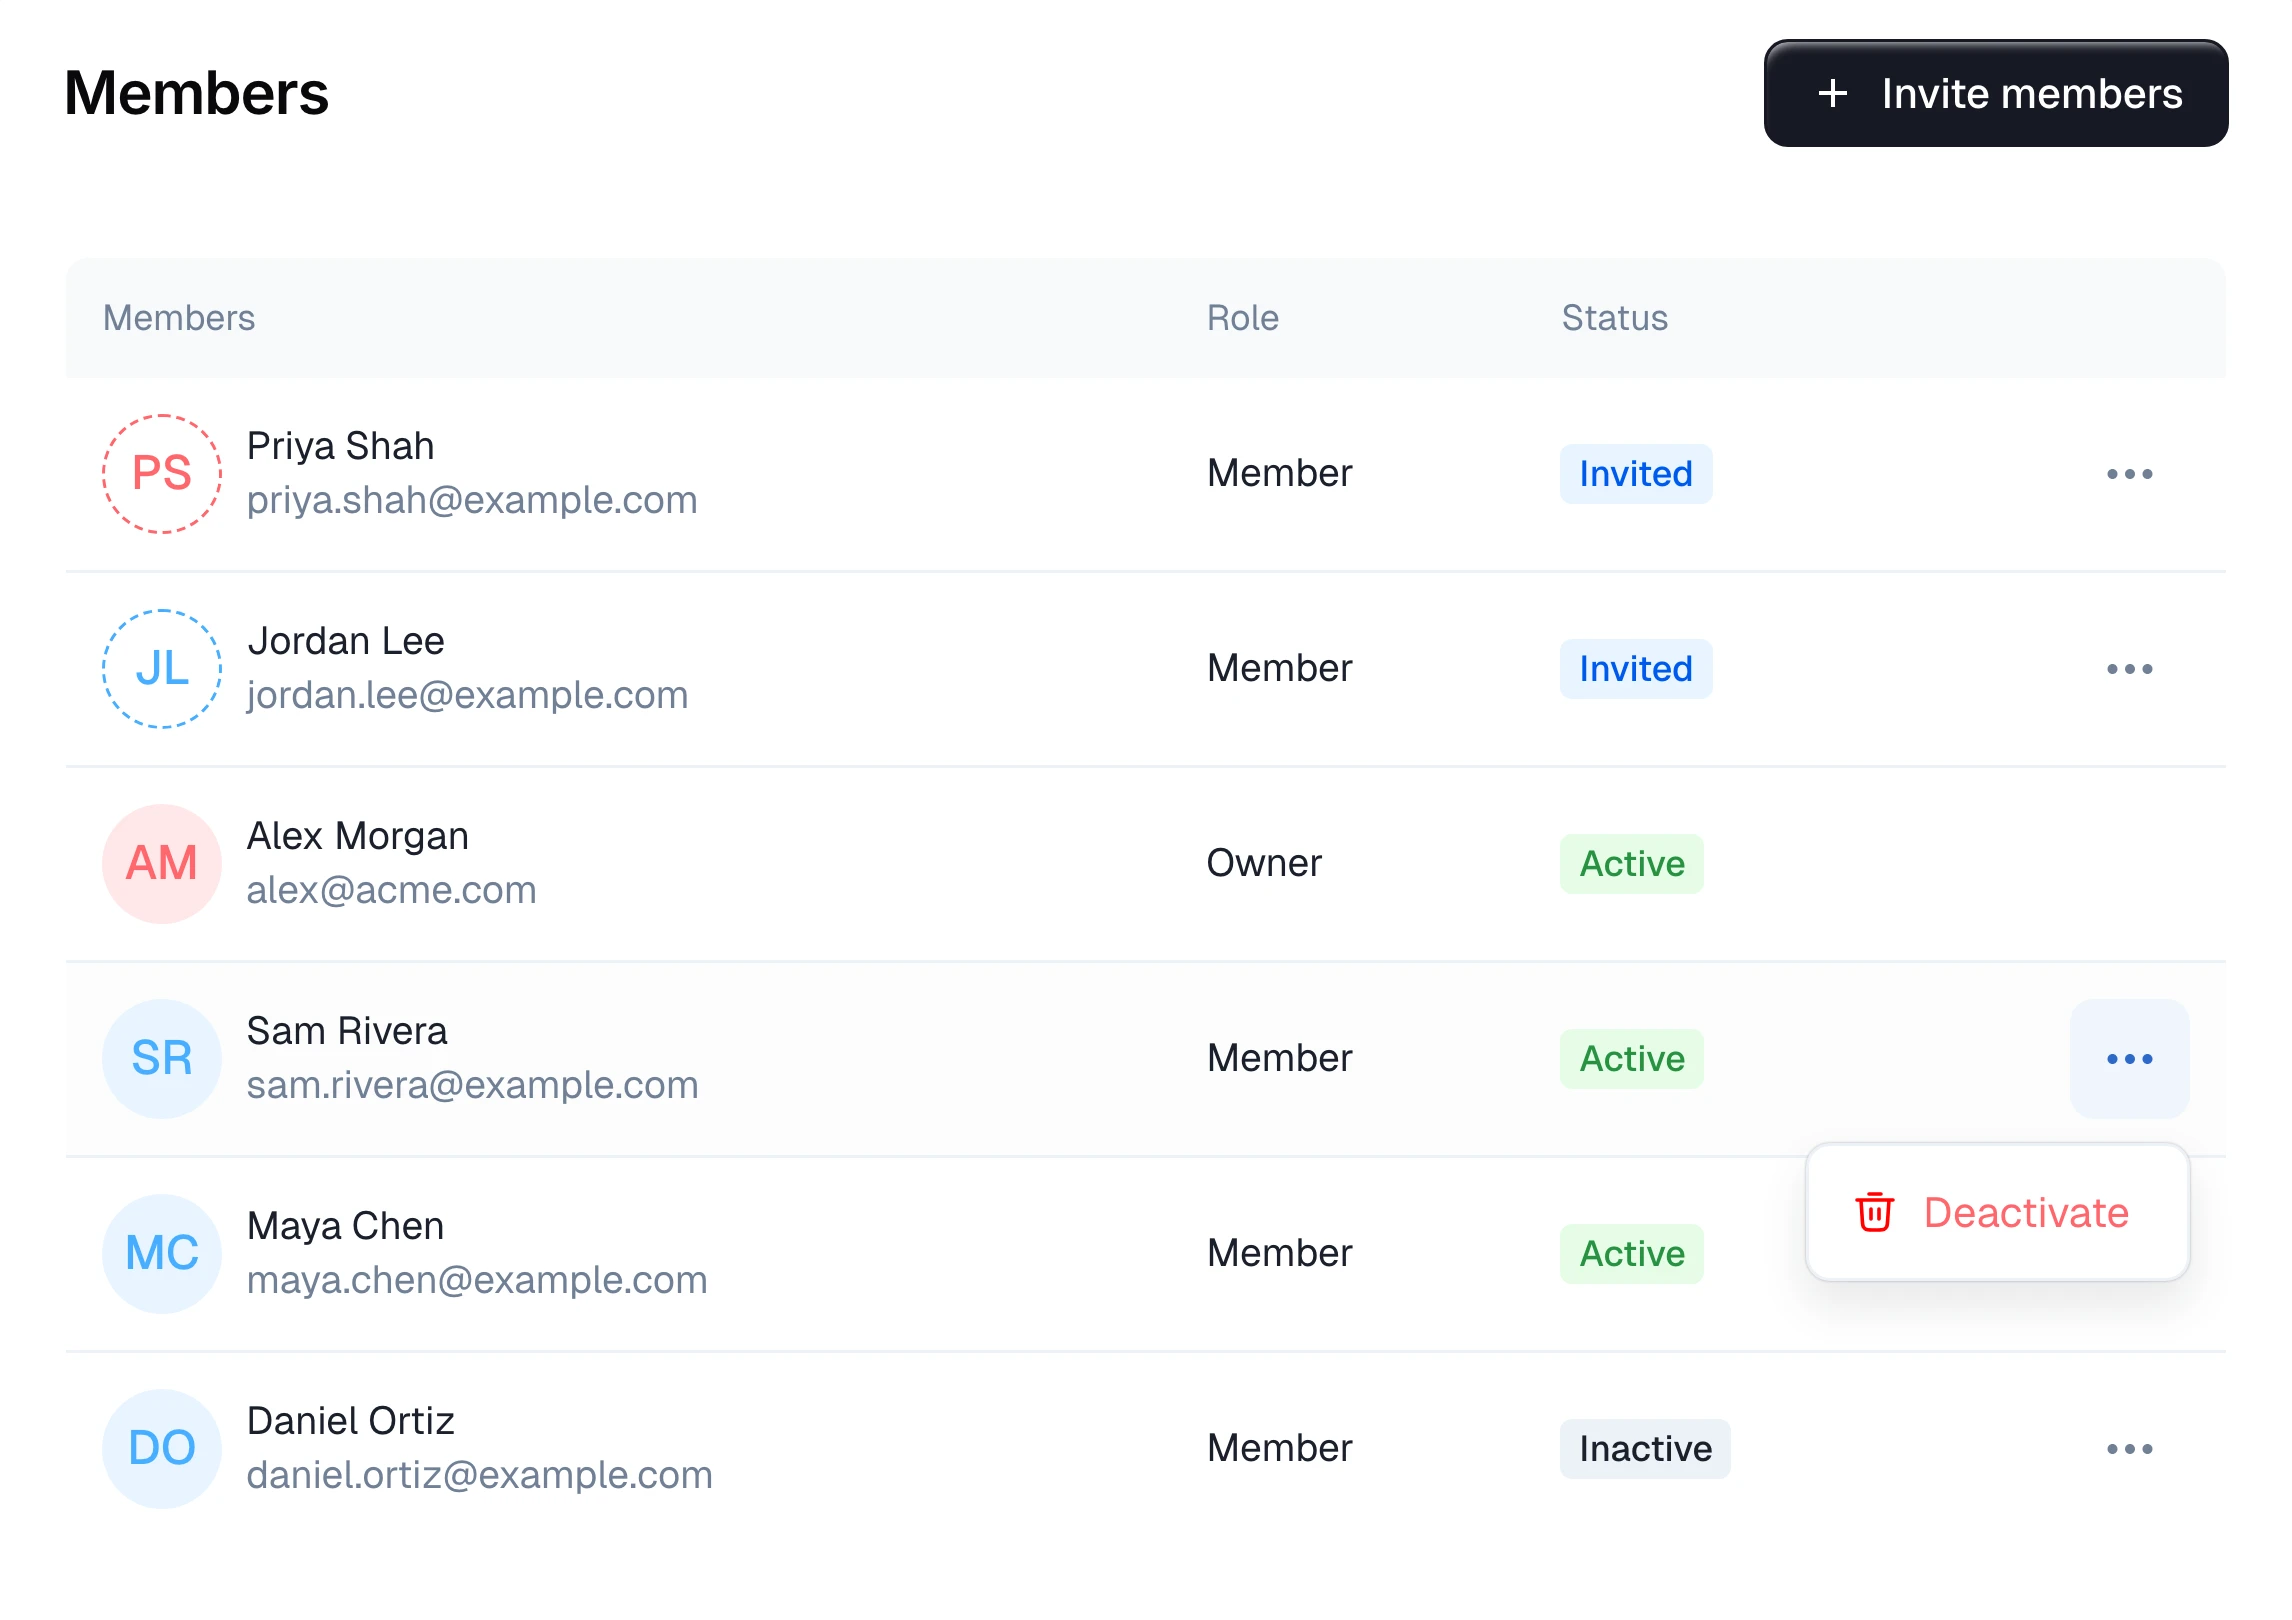 Members
+ Invite members
Members Role Status
PS Priya Shah
priya.shah@example.com
Member Invited
JL Jordan Lee
jordan.lee@example.com
Member Invited
AM Alex Morgan
alex@acme.com
Owner Active
SR Sam Rivera
sam.rivera@example.com
Member Active
MC Maya Chen
maya.chen@example.com
Member Active
Deactivate
DO Daniel Ortiz
daniel.ortiz@example.com
Member Inactive